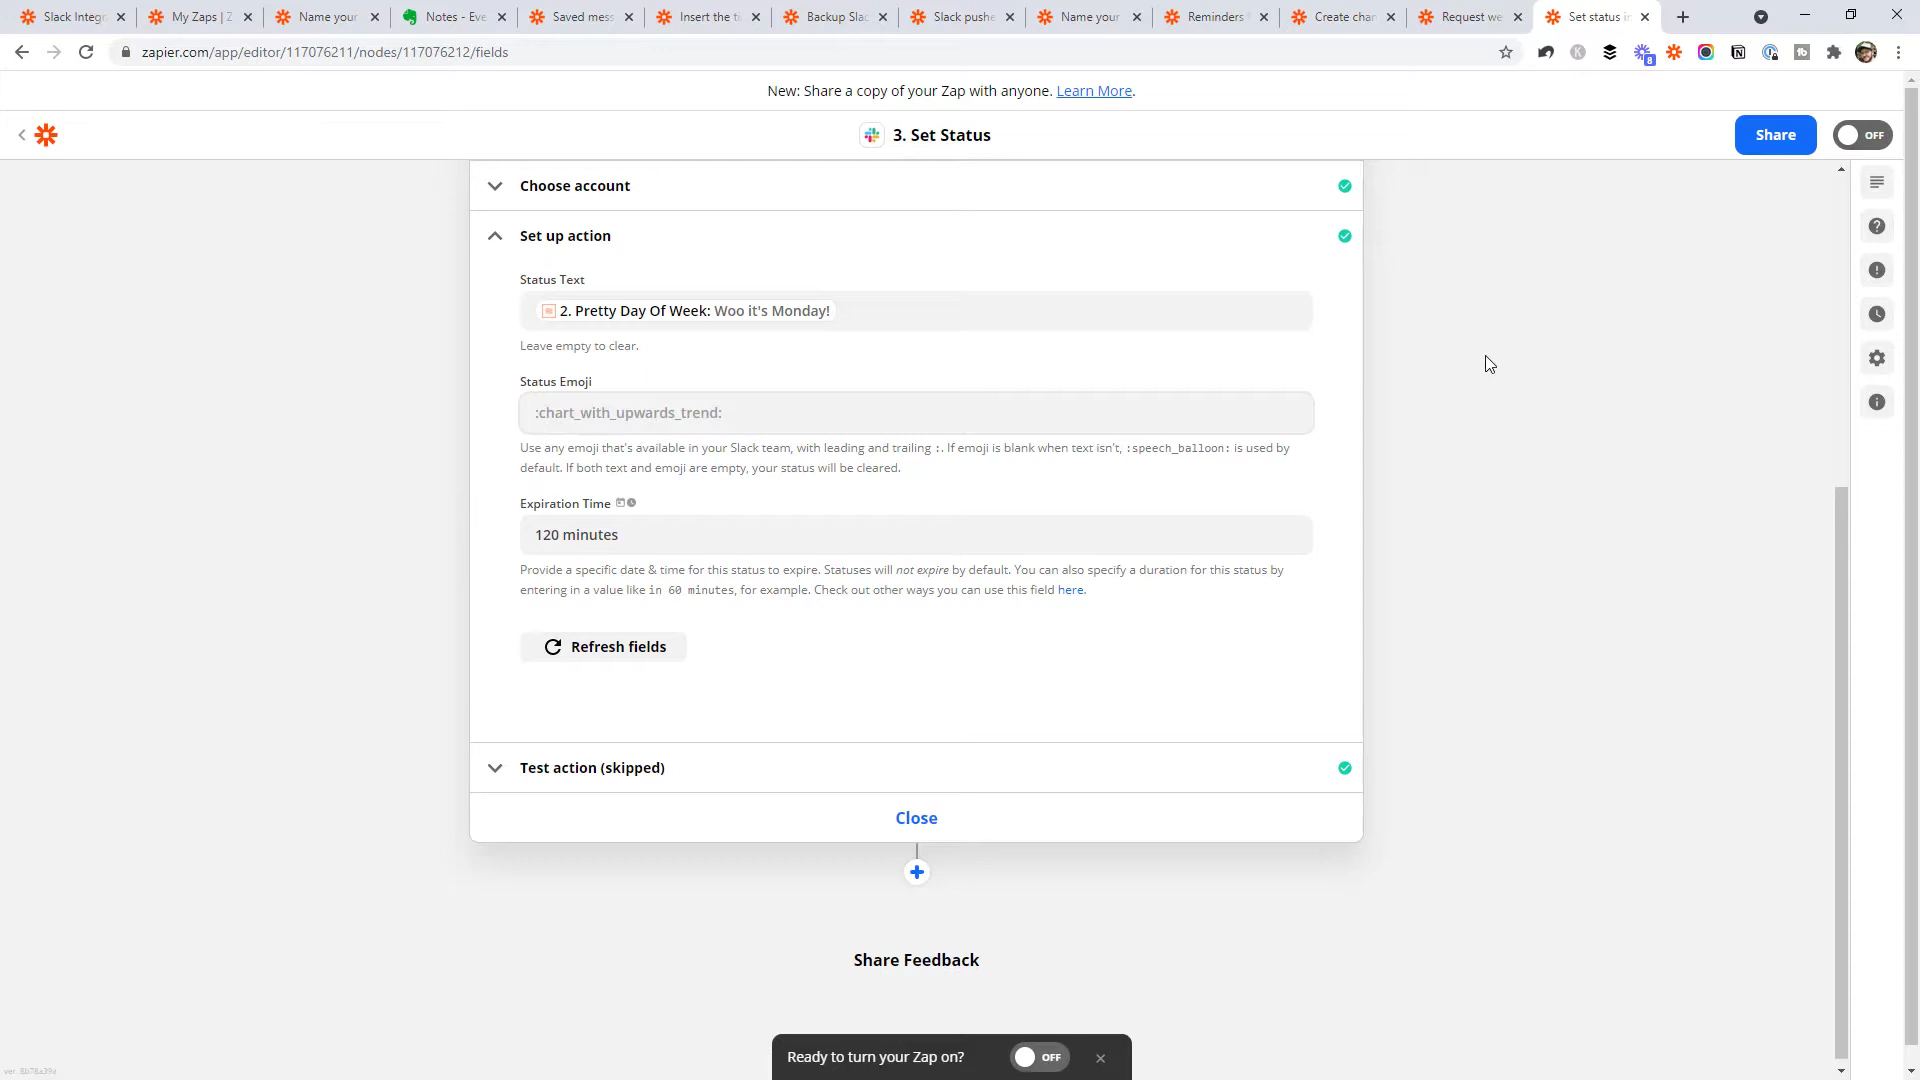 Slack Integ
My Zaps | Z
Name your
Notes - Eve
Saved mess
Insert the ti
Backup Slac
Slack pushe
Name your
Reminders
Create chan
Request we
Set status in
zapier.com/app/editor/117076211/nodes/117076212/fields
8
New: Share a copy of your Zap with anyone. Learn More.
3. Set Status
Share
OFF
Choose account
Set up action
Status Text
2. Pretty Day Of Week: Woo it's Monday!
Leave empty to clear.
Status Emoji
:chart_with_upwards_trend:
Use any emoji that's available in your Slack team, with leading and trailing :. If emoji is blank when text isn't, :speech_balloon: is used by
default. If both text and emoji are empty, your status will be cleared.
Expiration Time
120 minutes
Provide a specific date & time for this status to expire. Statuses will not expire by default. You can also specify a duration for this status by
entering in a value like in 60 minutes, for example. Check out other ways you can use this field here.
Refresh fields
Test action (skipped)
Close
Share Feedback
Ready to turn your Zap on?
OFF
ver. 8b78a39e